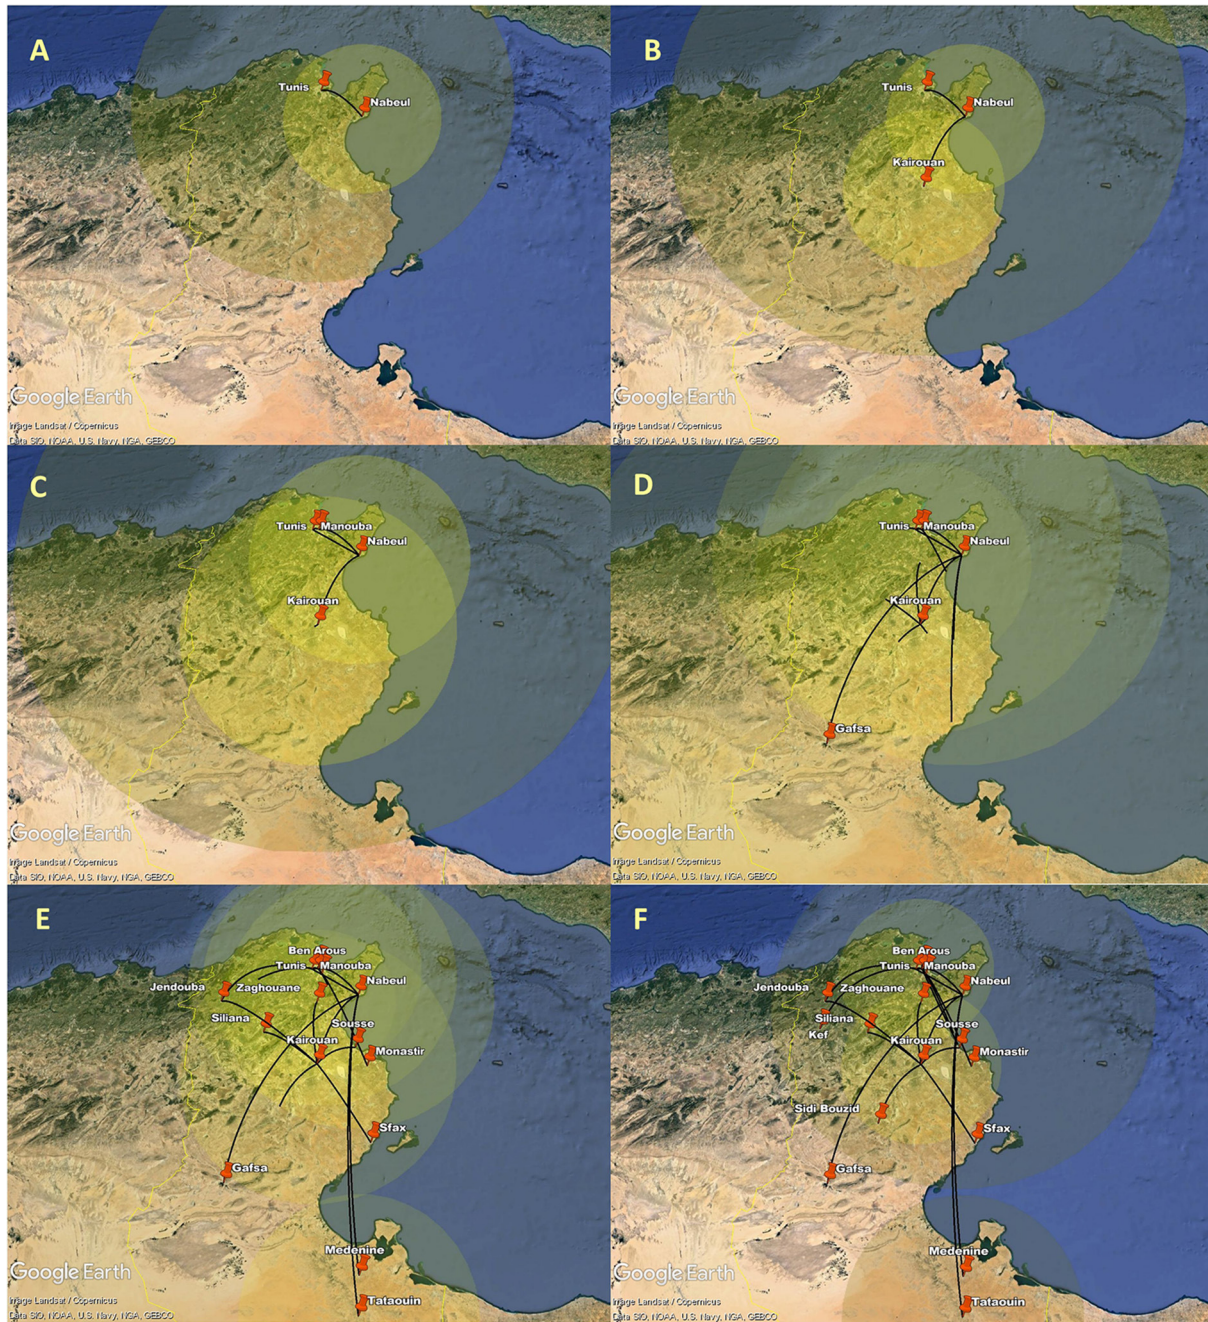 A
Tunis
Nabeul
Google Earth
Image Landsat / Copernicus
Data SIO, NOAA, U.S. Navy, NGA, GEBCO
B
Tunis
Nabeul
Kairouan
Google Earth
Image Landsat / Copernicus
Data SIO, NOAA, U.S. Navy, NGA, GEBCO
C
Tunis Manouba
Nabeul
Kairouan
Google Earth
Image Landsat / Copernicus
Data SIO, NOAA, U.S. Navy, NGA, GEBCO
D
Tunis Manouba
Nabeul
Kairouan
Gafsa
Google Earth
Image Landsat / Copernicus
Data SIO, NOAA, U.S. Navy, NGA, GEBCO
E
Ben Arous
Tunis Manouba
Nabeul
Jendouba Zaghouane
Siliana Sousse
Kairouan
Monastir
Sfax
Gafsa
Medenine
Google Earth
Tataouin
Image Landsat / Copernicus
Data SIO, NOAA, U.S. Navy, NGA, GEBCO
F
Ben Arous
Tunis Manouba
Nabeul
Jendouba Zaghouane
Siliana Sousse
Kef
Kairouan
Monastir
Sidi Bouzid
Sfax
Gafsa
Medenine
Google Earth
Tataouin
Image Landsat / Copernicus
Data SIO, NOAA, U.S. Navy, NGA, GEBCO